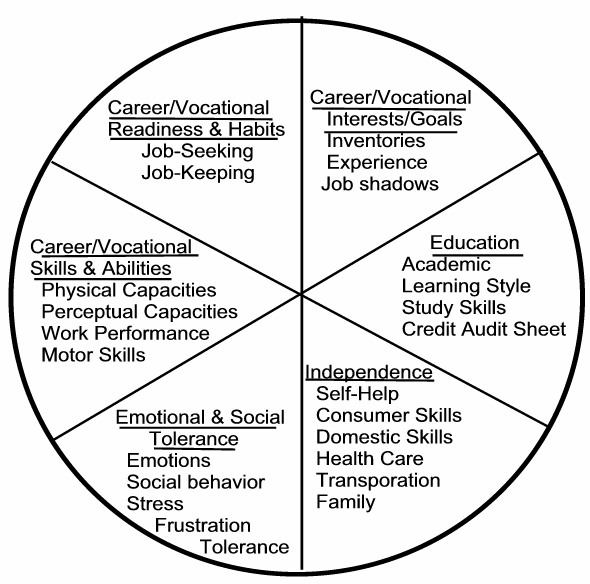 Career/Vocational
Readiness & Habits
Job-Seeking
Job-Keeping
Career/Vocational
Interests/Goals
Inventories
Experience
Job shadows
Education
Academic
Learning Style
Study Skills
Credit Audit Sheet
Independence
Self-Help
Consumer Skills
Domestic Skills
Health Care
Transporation
Family
Emotional & Social
Tolerance
Emotions
Social behavior
Stress
Frustration
Tolerance
Career/Vocational
Skills & Abilities
Physical Capacities
Perceptual Capacities
Work Performance
Motor Skills